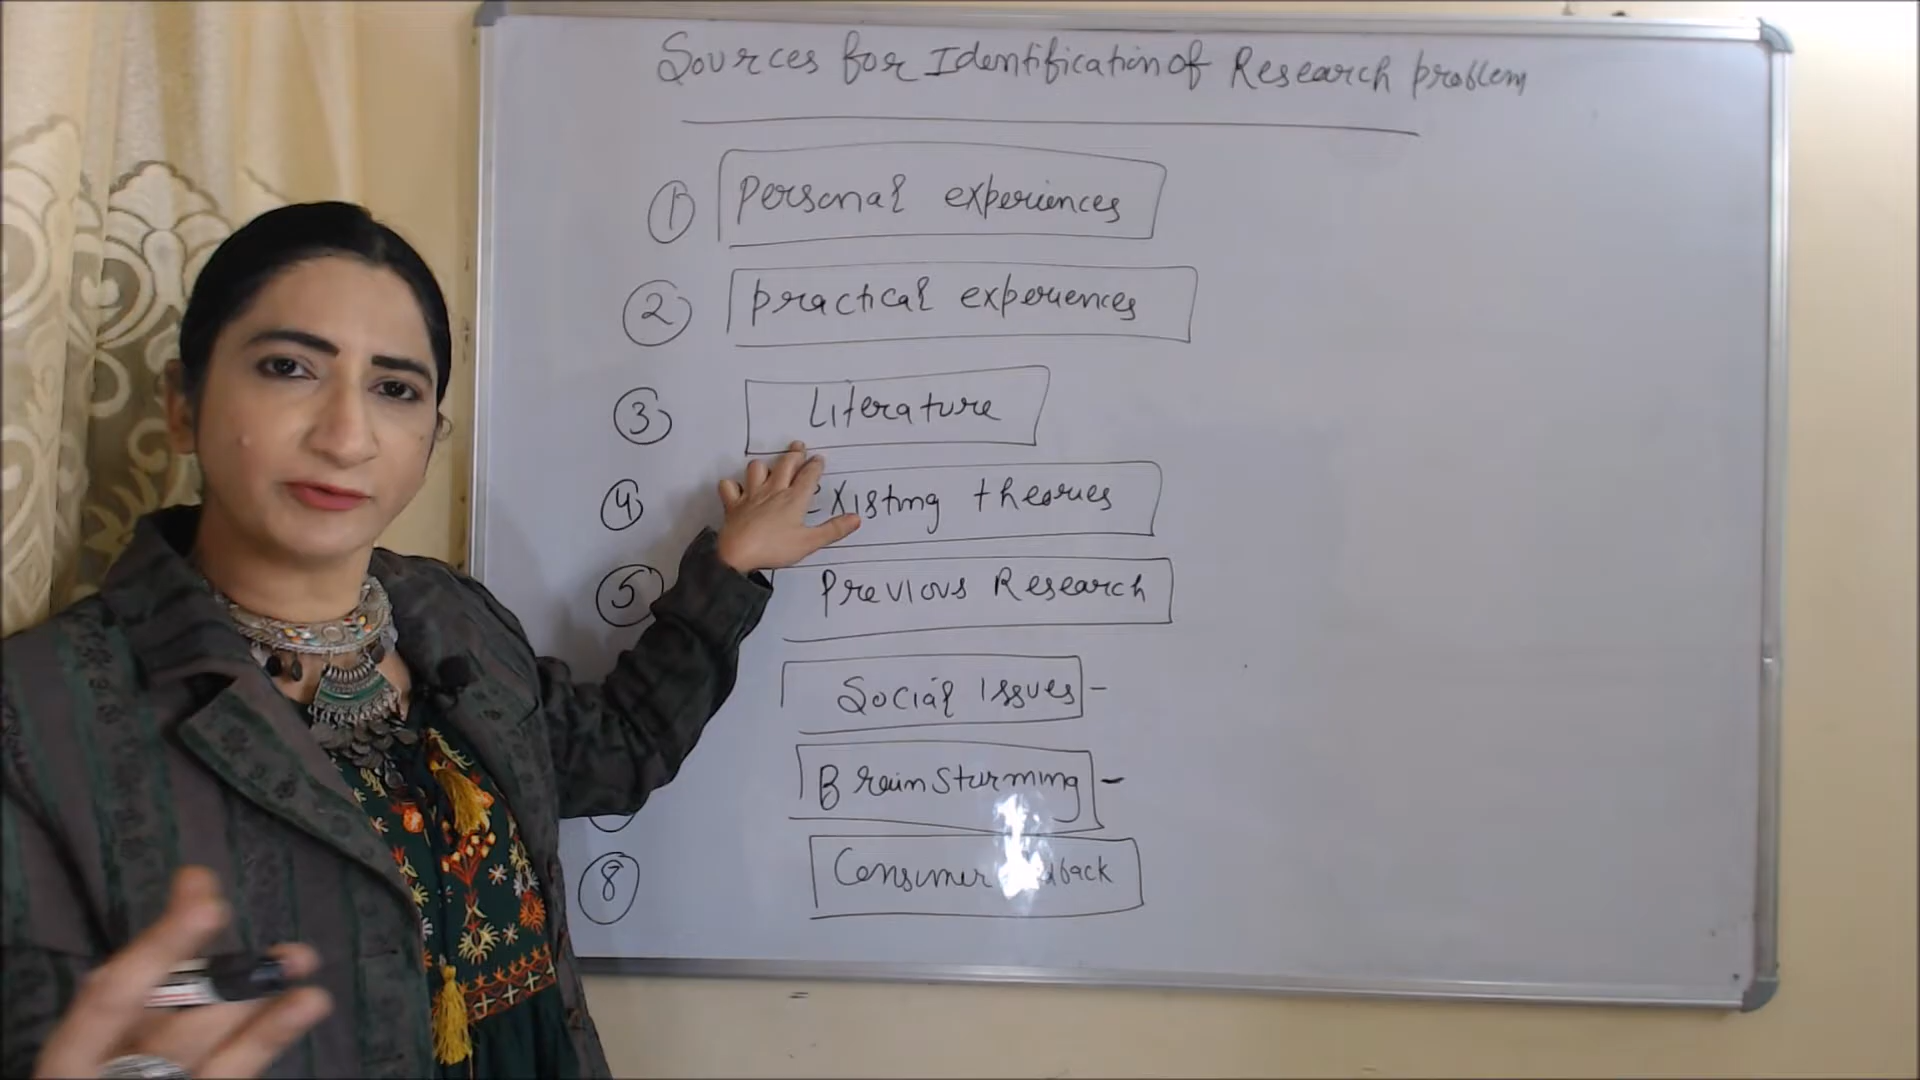 Sources for Identification of Research problem
1 Personal experiences
2 practical experiences
3 Literature
4 Existing theories
5 Previous Research
Social Issues -
Brain Sturming -
8 Consumer